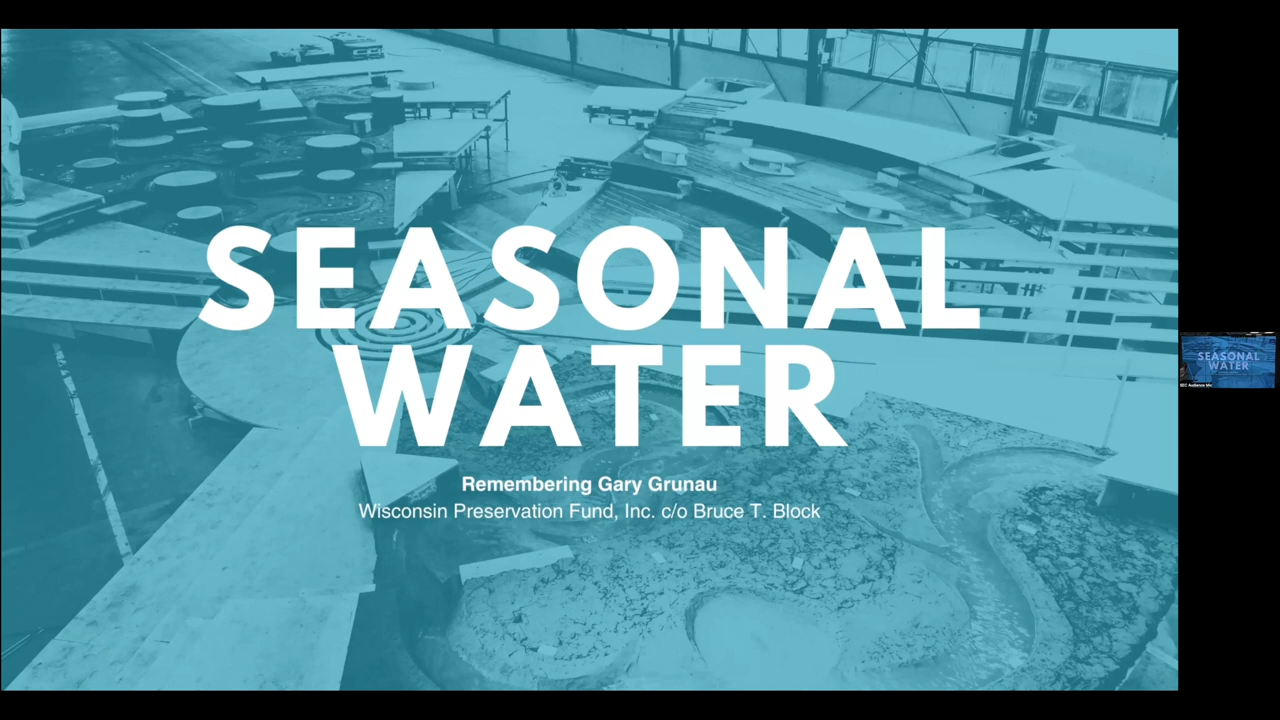 SEASONAL
WATER
Remembering Gary Grunau
Wisconsin Preservation Fund, Inc. c/o Bruce T. Block
SEASONAL
WATER